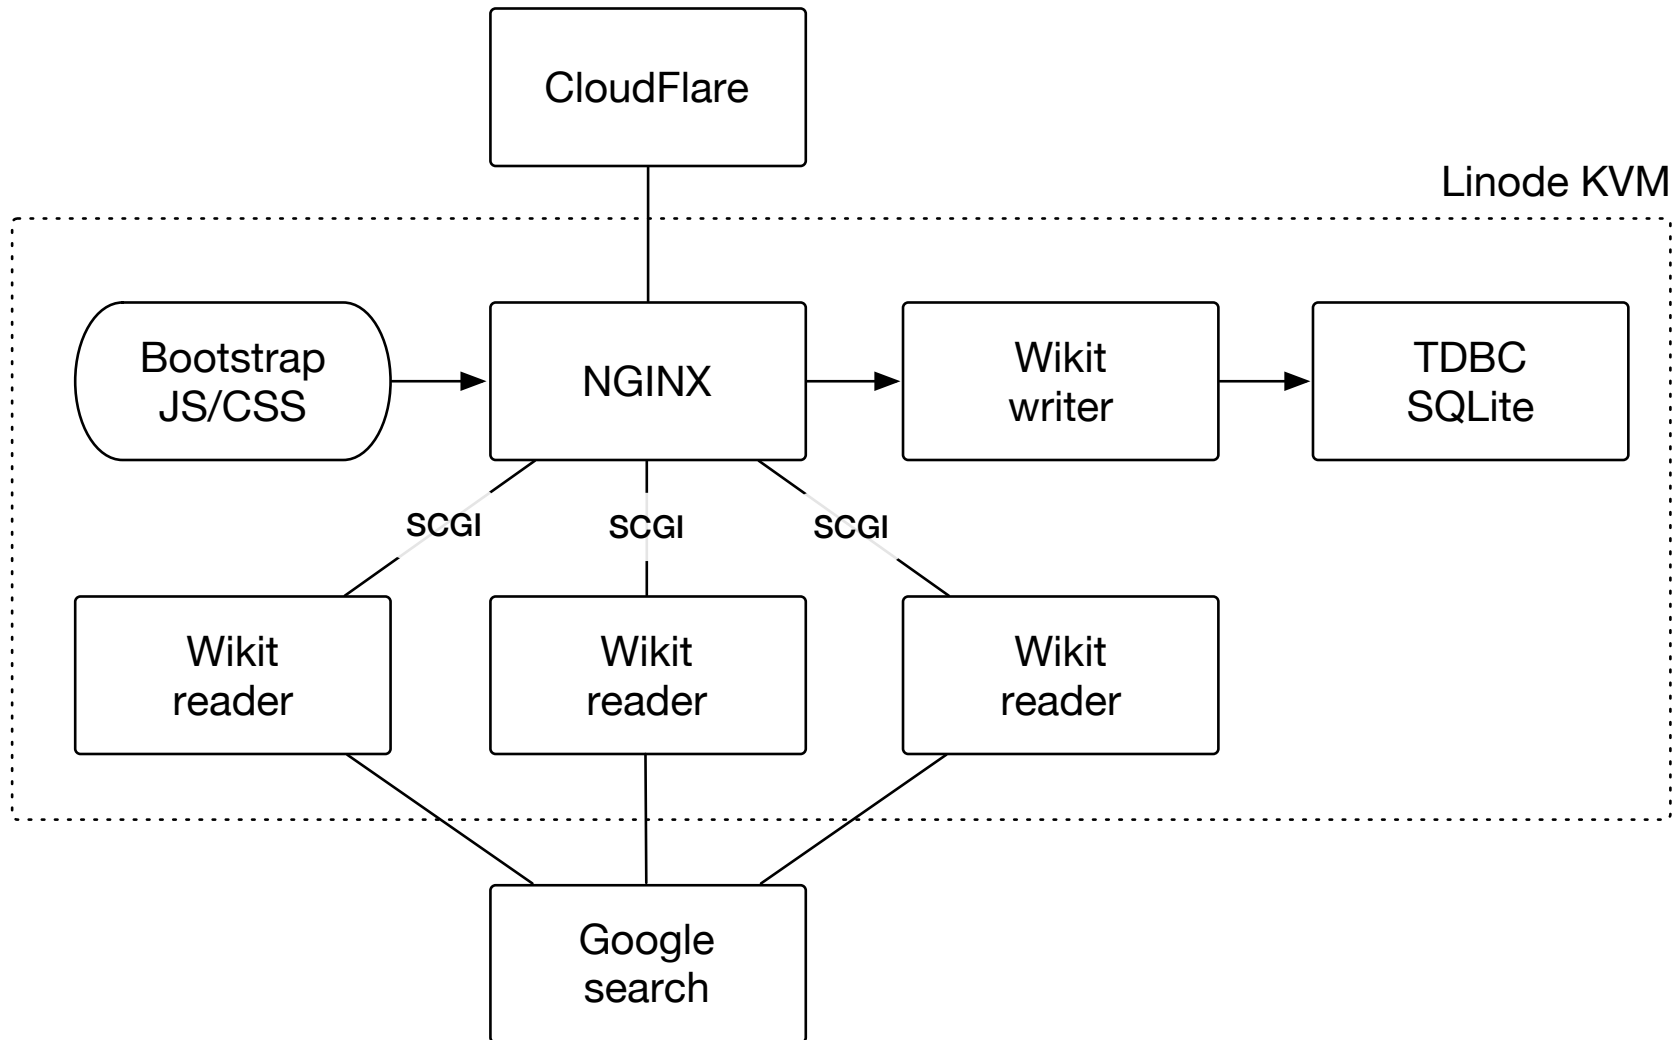 CloudFlare
Linode KVM
Bootstrap
JS/CSS
NGINX
Wikit
writer
TDBC
SQLite
SCGI
SCGI
SCGI
Wikit
reader
Wikit
reader
Wikit
reader
Google
search